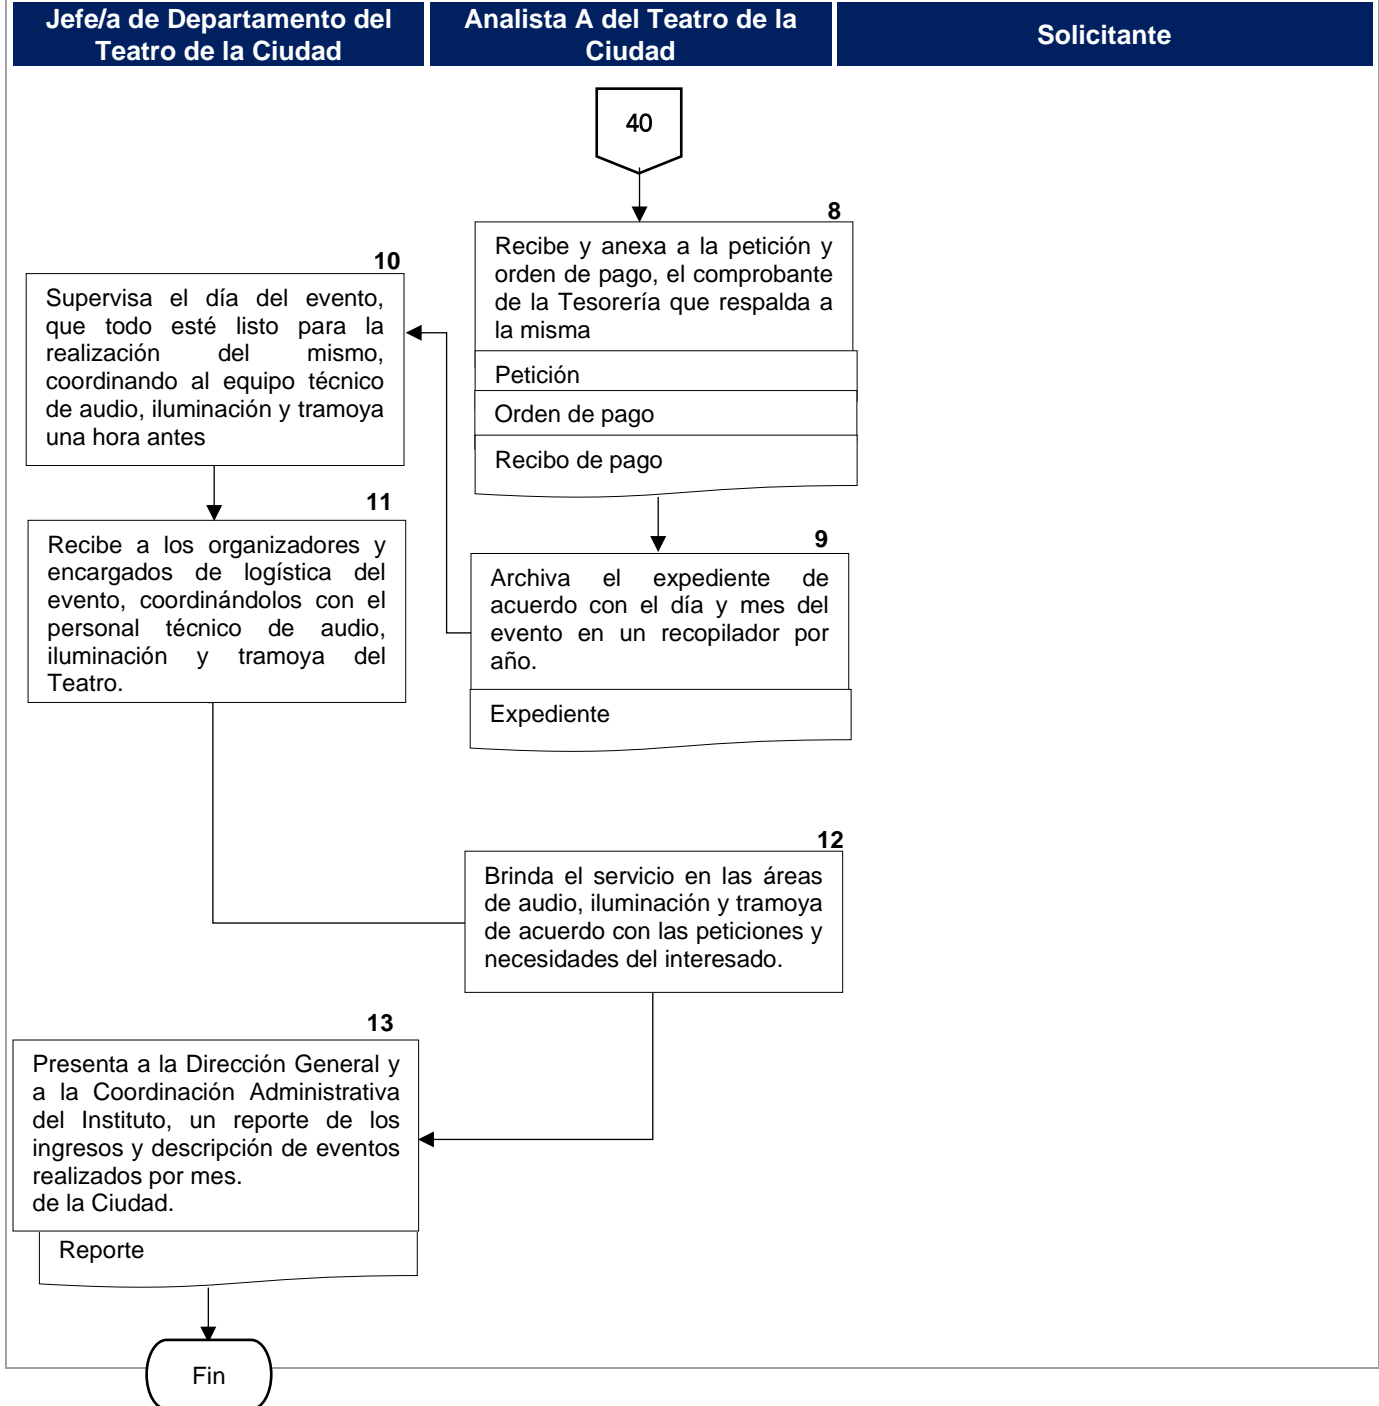 Jefe/a de Departamento del
Teatro de la Ciudad
Analista A del Teatro de la
Ciudad
Solicitante
40
8
Recibe y anexa a la petición y
orden de pago, el comprobante
de la Tesorería que respalda a
la misma
Petición
Orden de pago
Recibo de pago
9
Archiva el expediente de
acuerdo con el día y mes del
evento en un recopilador por
año.
Expediente
10
Supervisa el día del evento,
que todo esté listo para la
realización del mismo,
coordinando al equipo técnico
de audio, iluminación y tramoya
una hora antes
11
Recibe a los organizadores y
encargados de logística del
evento, coordinándolos con el
personal técnico de audio,
iluminación y tramoya del
Teatro.
12
Brinda el servicio en las áreas
de audio, iluminación y tramoya
de acuerdo con las peticiones y
necesidades del interesado.
13
Presenta a la Dirección General y
a la Coordinación Administrativa
del Instituto, un reporte de los
ingresos y descripción de eventos
realizados por mes.
de la Ciudad.
Reporte
Fin